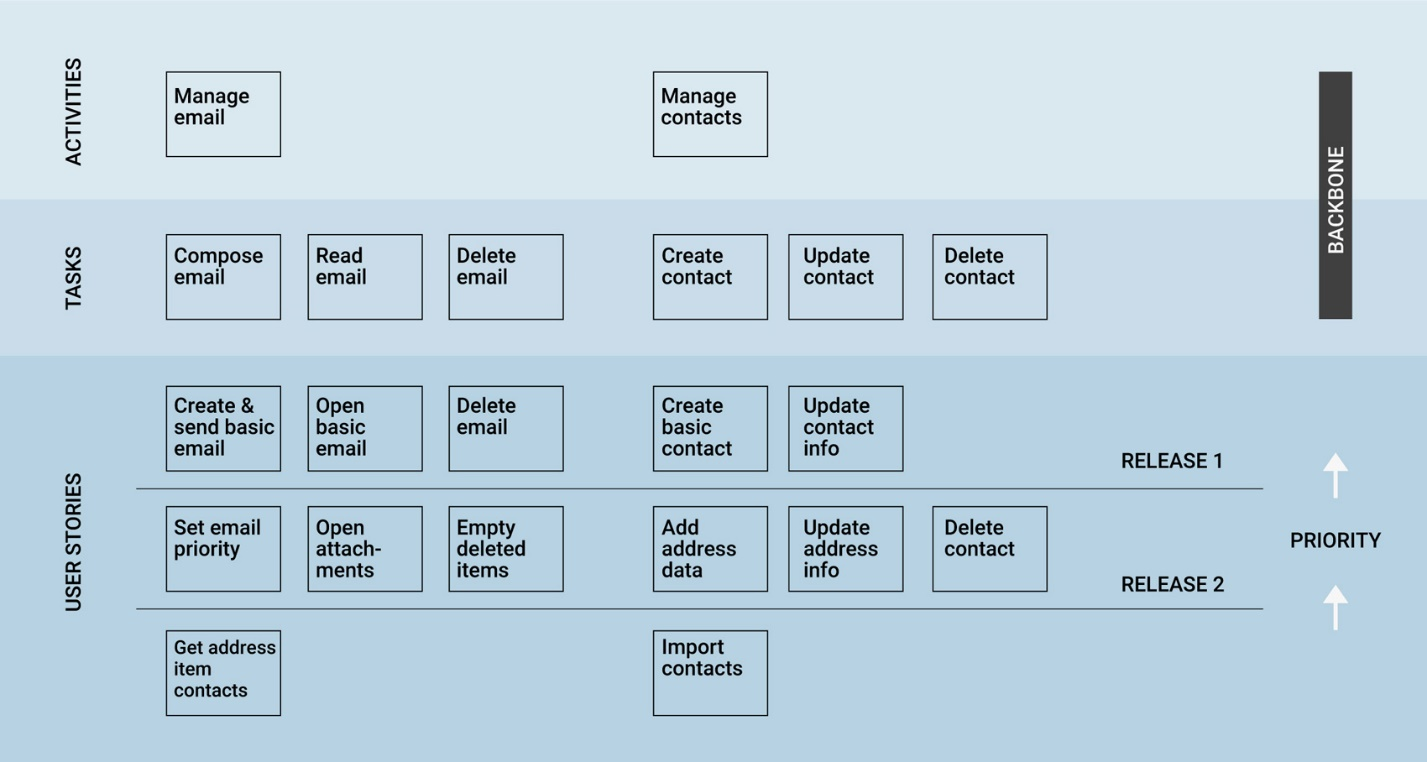 ACTIVITIES
Manage
email
Manage
contacts
BACKBONE
TASKS
Compose
email
Read
email
Delete
email
Create
contact
Update
contact
Delete
contact
USER STORIES
Create &
send basic
email
Open
basic
email
Delete
email
Create
basic
contact
Update
contact
info
RELEASE 1
Set email
priority
Open
attach-
ments
Empty
deleted
items
Add
address
data
Update
address
info
Delete
contact
RELEASE 2
PRIORITY
Get address
item
contacts
Import
contacts